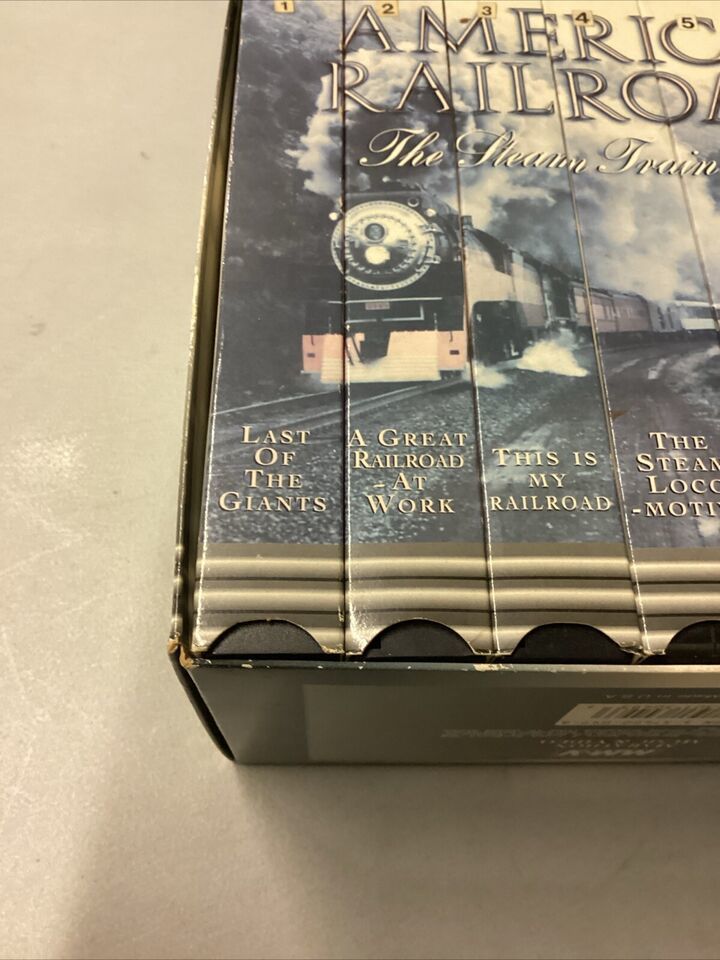 1 2 3 4 5
AMERIC
RAILRO
The Steam Train
LAST
OF
THE
GIANTS
A GREAT
RAILROAD
-AT
WORK
THIS IS
MY
RAILROAD
THE
STEAM
LOCO
-MOTIV